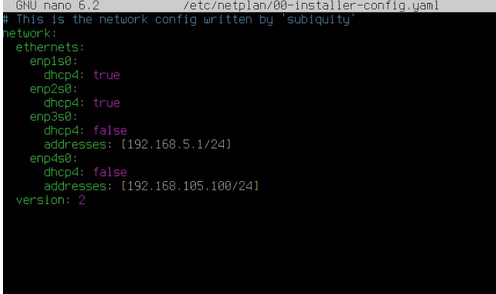 GNU nano 6.2 /etc/netplan/00-installer-config.yaml
# This is the network config written by 'subiquity'
network:
  ethernets:
    enp1s0:
      dhcp4: true
    enp2s0:
      dhcp4: true
    enp3s0:
      dhcp4: false
      addresses: [192.168.5.1/24]
    enp4s0:
      dhcp4: false
      addresses: [192.168.105.100/24]
  version: 2